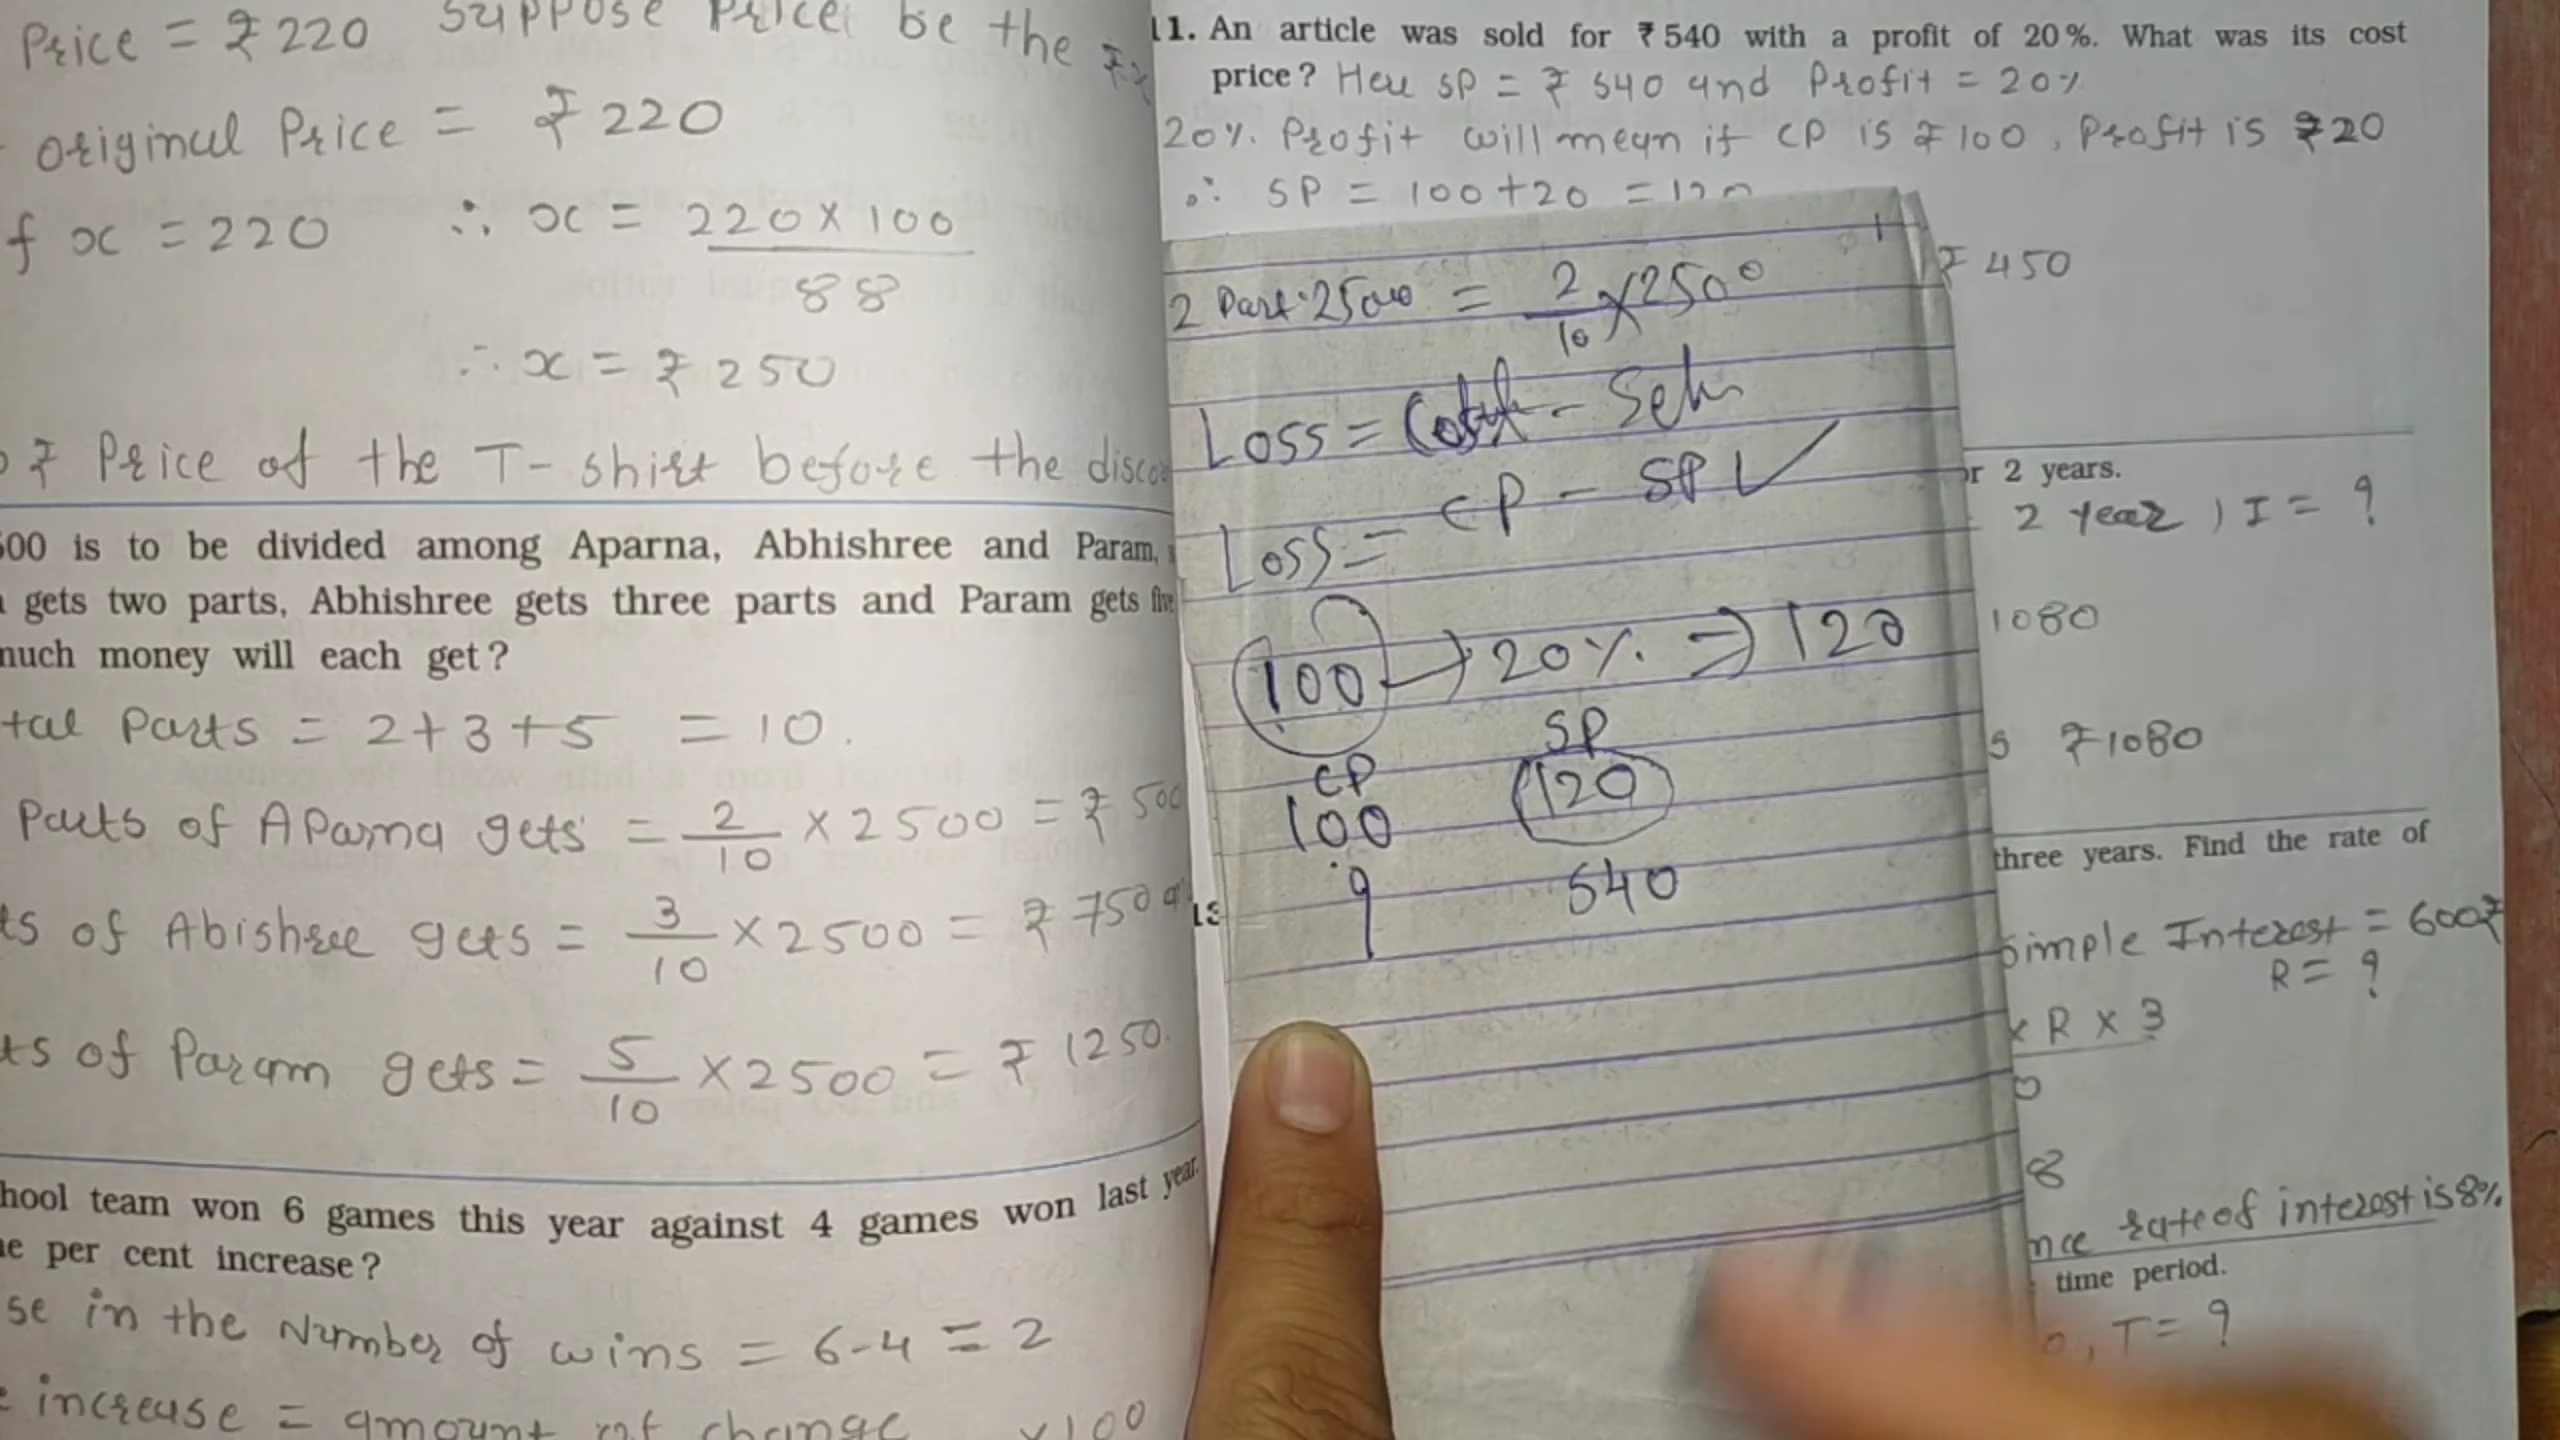 Price = ₹ 220 Suppose Price be the
original Price = ₹ 220
f x = 220 ∴ x = 220 x 100
88
∴ x = ₹ 250
₹ Price of the T-shirt before the disco
500 is to be divided among Aparna, Abhishree and Param,
gets two parts, Abhishree gets three parts and Param gets five
much money will each get?
tal Parts = 2+3+5 = 10.
Parts of Aparna gets = 2/10 x 2500 = ₹ 500
ts of Abishree gets = 3/10 x 2500 = ₹ 750
ts of Param gets = 5/10 x 2500 = ₹ 1250.
hool team won 6 games this year against 4 games won last year.
e per cent increase?
se in the Number of wins = 6-4 = 2
increase = amount of change x100
11. An article was sold for ₹ 540 with a profit of 20%. What was its cost
price? Here SP = ₹ 540 and Profit = 20%
20% Profit will mean if CP is ₹ 100, Profit is ₹20
∴ SP = 100+20 = 120
₹ 450
2 Part = 2/10 x 2500
Loss = Cost -
Loss = CP - SP ✓
100 → 20% ⇒ 120
CP SP
100 120
? 540
13
or 2 years.
2 year, I = ?
1080
s ₹1080
three years. Find the rate of
Simple Interest = 600₹
R = ?
x R x 3
8
nce rate of interest is 8%
time period.
, T = ?